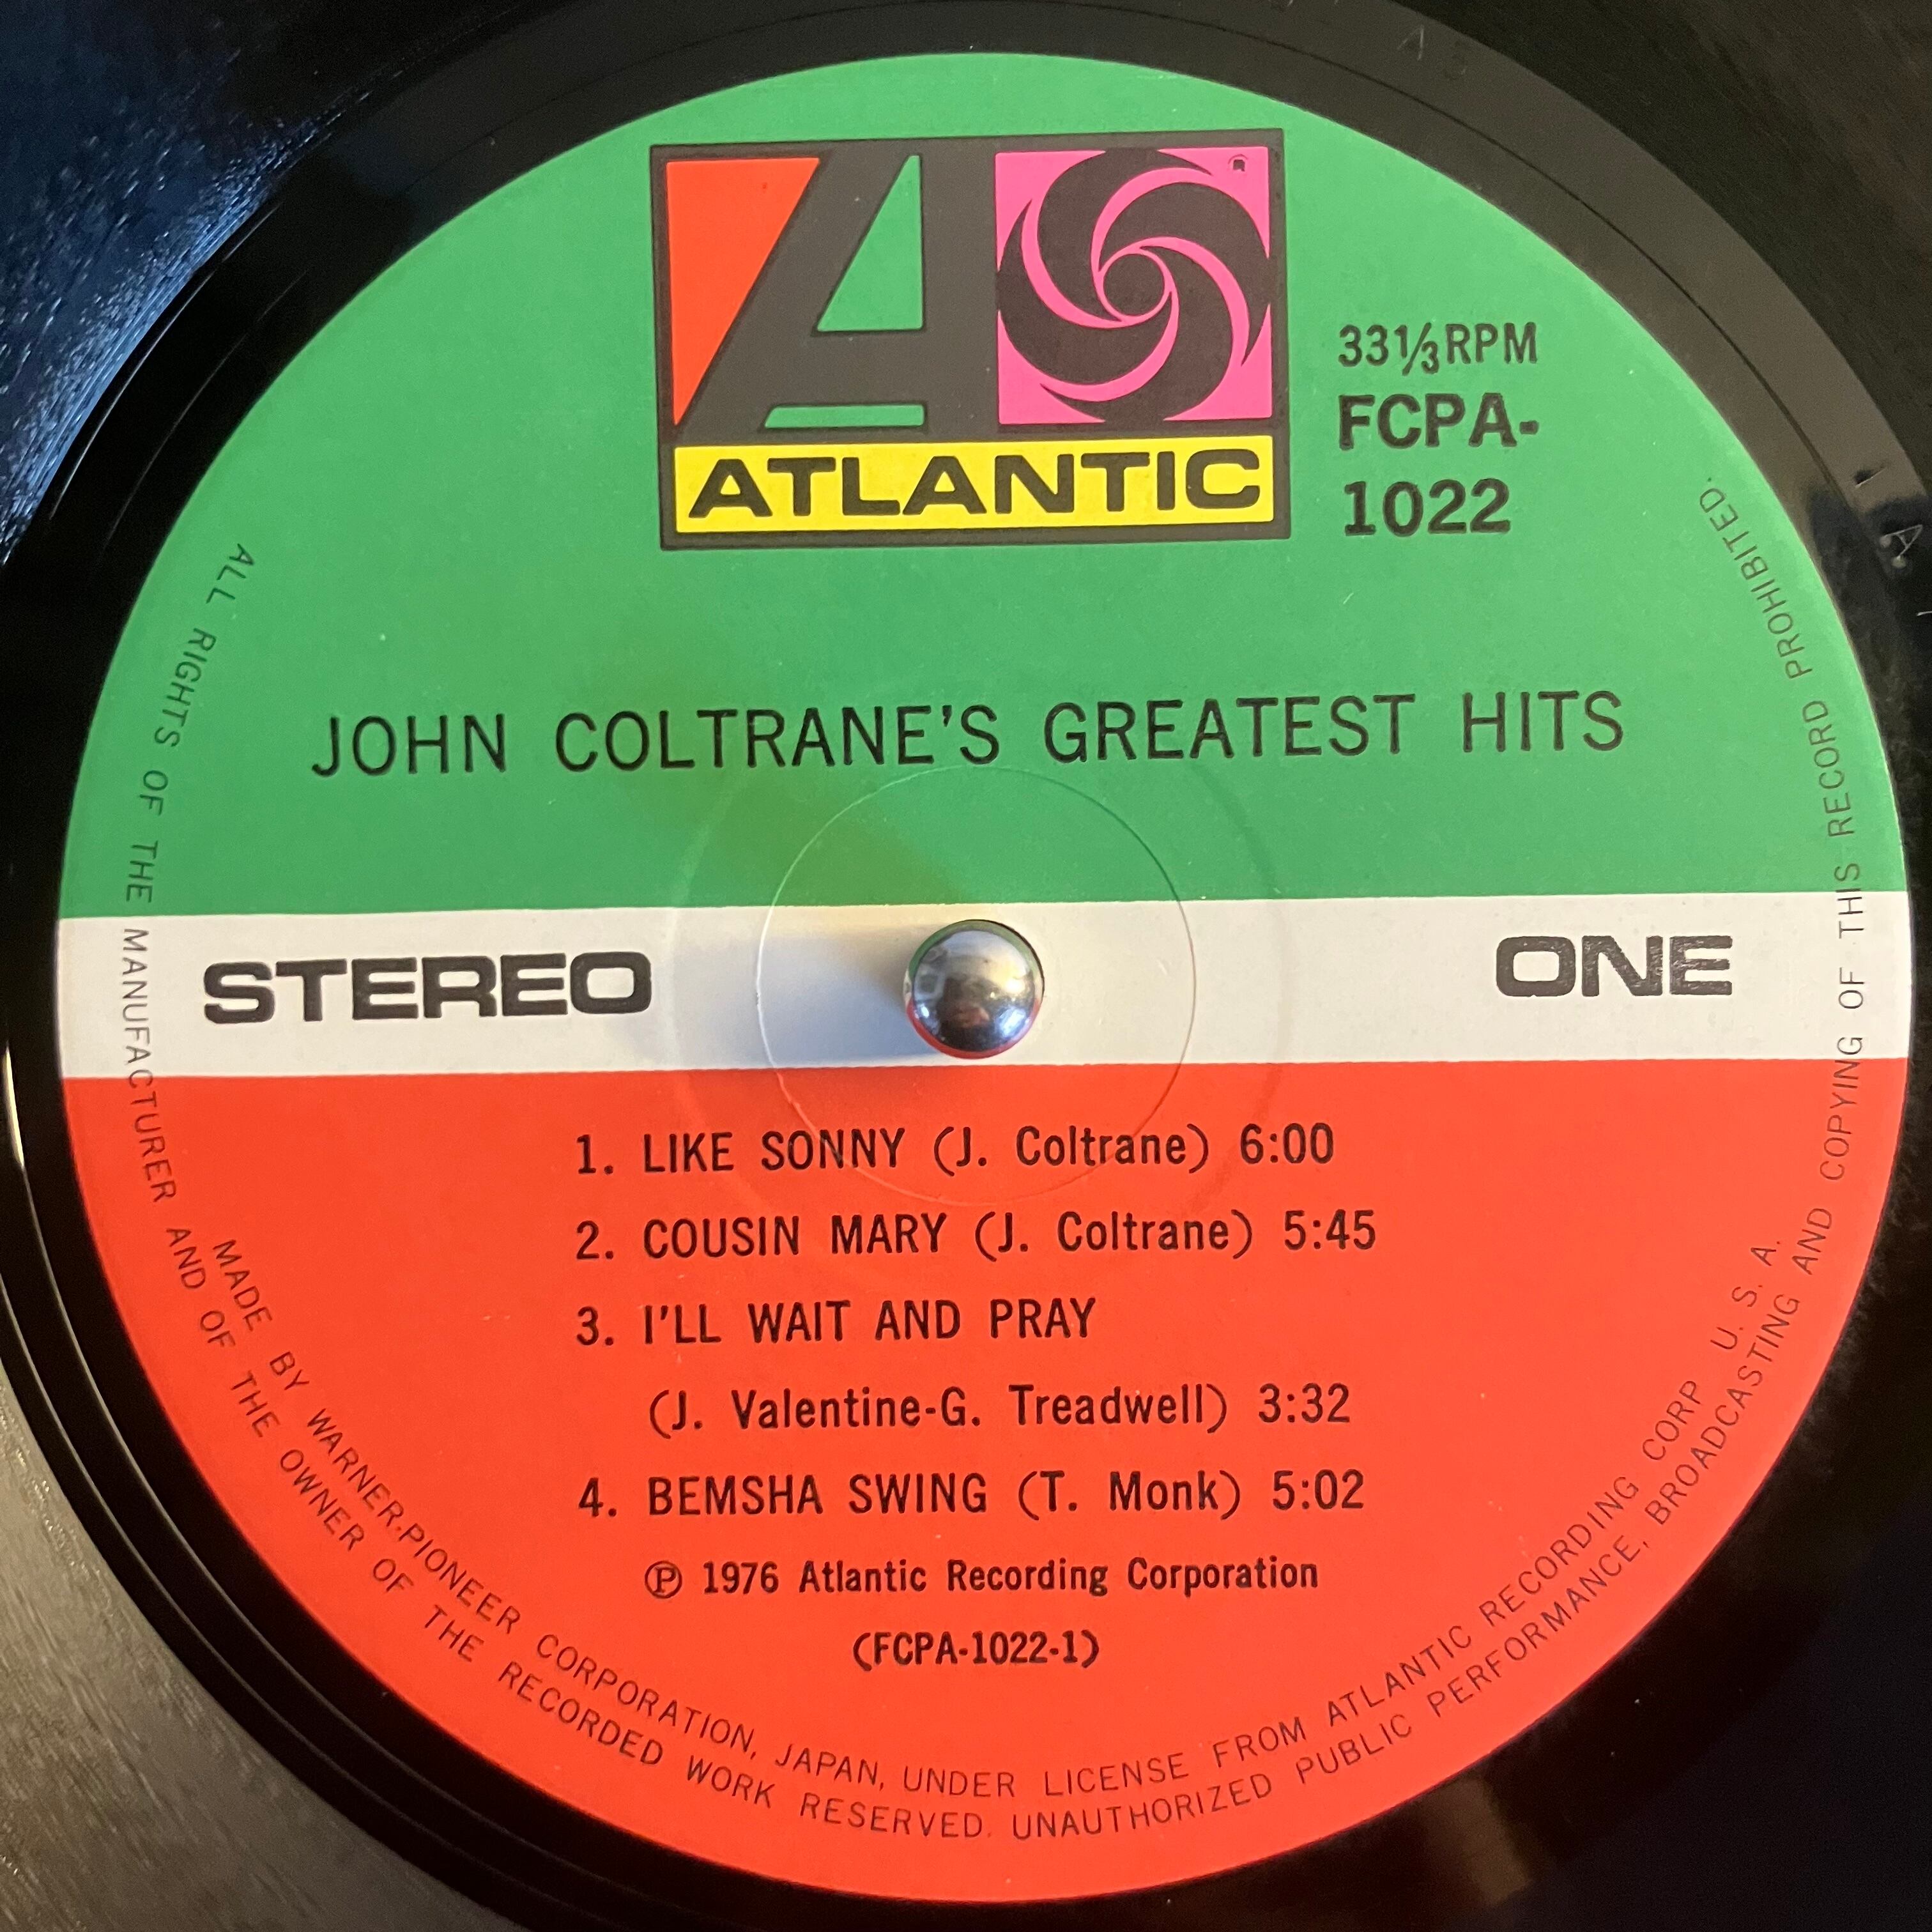 ATLANTIC
33⅓ RPM
FCPA-
1022
JOHN COLTRANE'S GREATEST HITS
STEREO
ONE
1. LIKE SONNY (J. Coltrane) 6:00
2. COUSIN MARY (J. Coltrane) 5:45
3. I'LL WAIT AND PRAY
(J. Valentine-G. Treadwell) 3:32
4. BEMSHA SWING (T. Monk) 5:02
℗ 1976 Atlantic Recording Corporation
(FCPA-1022-1)
MADE BY WARNER-PIONEER CORPORATION, JAPAN, UNDER LICENSE FROM ATLANTIC RECORDING CORP U. S. A.
ALL RIGHTS OF THE MANUFACTURER AND OF THE OWNER OF THE RECORDED WORK RESERVED. UNAUTHORIZED PUBLIC PERFORMANCE, BROADCASTING AND COPYING OF THIS RECORD PROHIBITED.